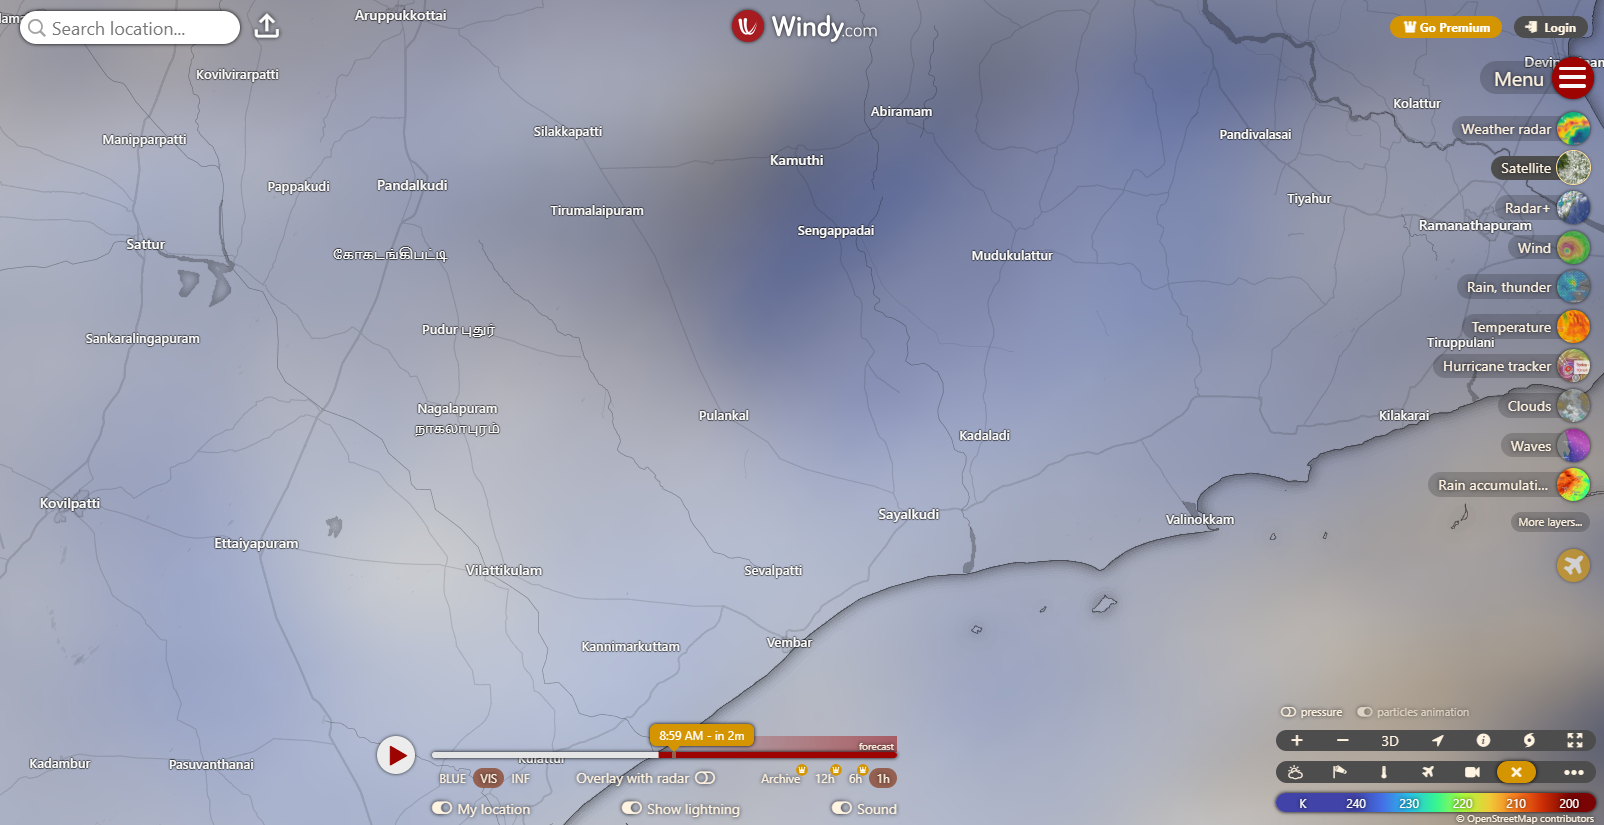 Aruppukkottai
Search location...
Windy.com
Go Premium
Login
Kovilvirarpatti
Menu
Kolattur
Abiramam
Weather radar
Silakkapatti
Pandivalasai
Manipparpatti
Kamuthi
Satellite
Pappakudi
Pandalkudi
Tiyahur
Radar+
Tirumalaipuram
Ramanathapuram
Sengappadai
Sattur
Wind
கோகடங்கிபட்டி
Mudukulattur
Rain, thunder
Pudur புதுர்
Temperature
Sankaralingapuram
Tiruppulani
Hurricane tracker
Nagalapuram
நாகலாபுரம்
Clouds
Pulankal
Kilakarai
Kadaladi
Waves
Rain accumulati...
Kovilpatti
Sayalkudi
Valinokkam
More layers...
Ettaiyapuram
Vilattikulam
Sevalpatti
Kannimarkuttam
Vembar
pressure
particles animation
8:59 AM - in 2m
forecast
3D
Kulattur
Kadambur
Pasuvanthanai
BLUE
VIS
INF
Overlay with radar
Archive
12h
6h
1h
My location
Show lightning
Sound
K 240 230 220 210 200
© OpenStreetMap contributors